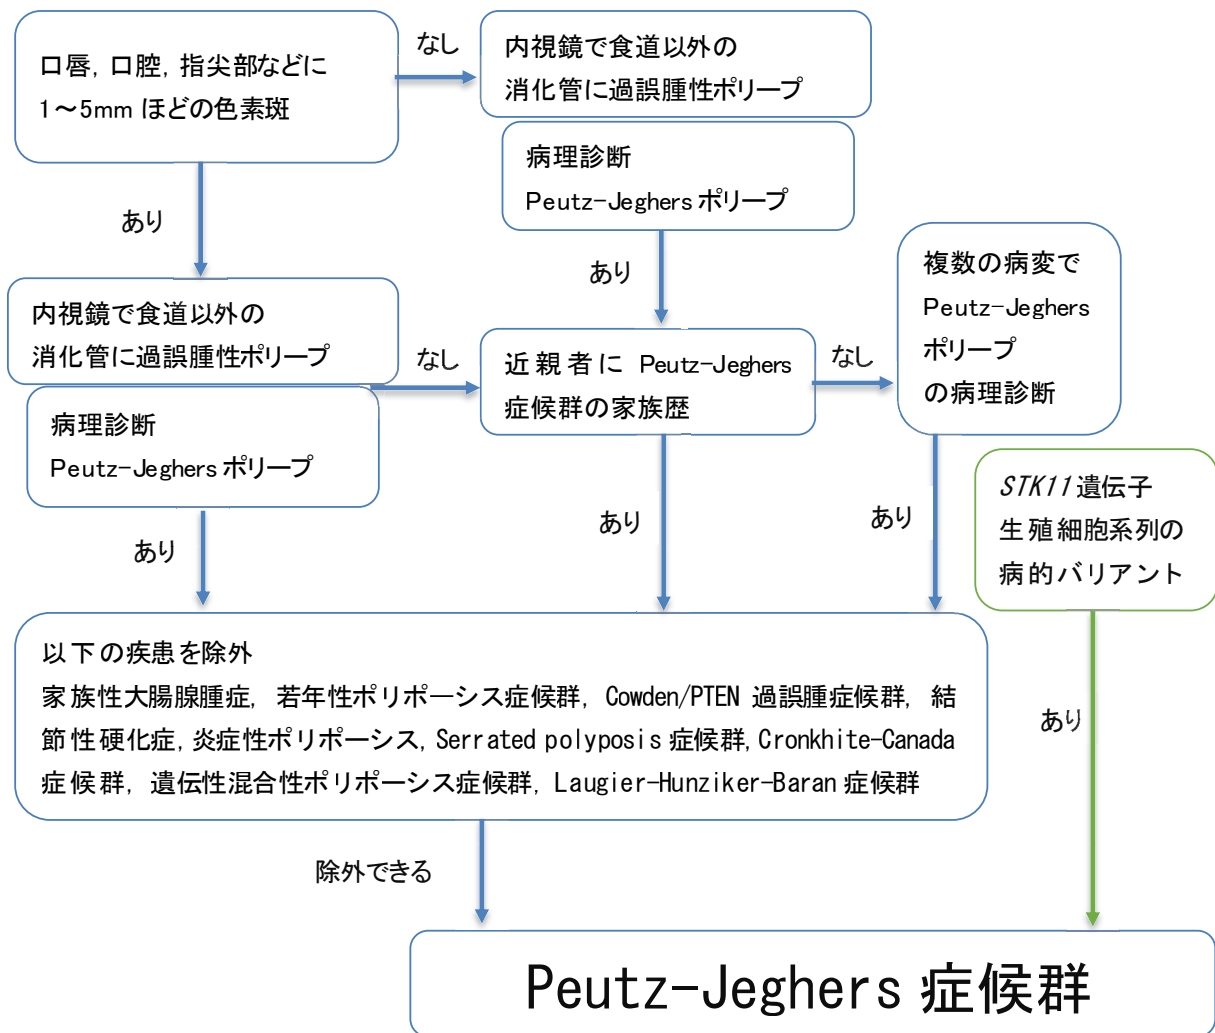 口唇，口腔，指尖部などに
1～5mm ほどの色素斑
なし
内視鏡で食道以外の
消化管に過誤腫性ポリープ
病理診断
Peutz-Jeghers ポリープ
あり
あり
内視鏡で食道以外の
消化管に過誤腫性ポリープ
病理診断
Peutz-Jeghers ポリープ
なし
近親者に Peutz-Jeghers
症候群の家族歴
なし
複数の病変で
Peutz-Jeghers
ポリープ
の病理診断
あり
あり
あり
STK11 遺伝子
生殖細胞系列の
病的バリアント
あり
以下の疾患を除外
家族性大腸腺腫症，若年性ポリポーシス症候群，Cowden/PTEN 過誤腫症候群，結
節性硬化症，炎症性ポリポーシス，Serrated polyposis 症候群，Cronkhite-Canada
症候群，遺伝性混合性ポリポーシス症候群，Laugier-Hunziker-Baran 症候群
除外できる
Peutz-Jeghers 症候群